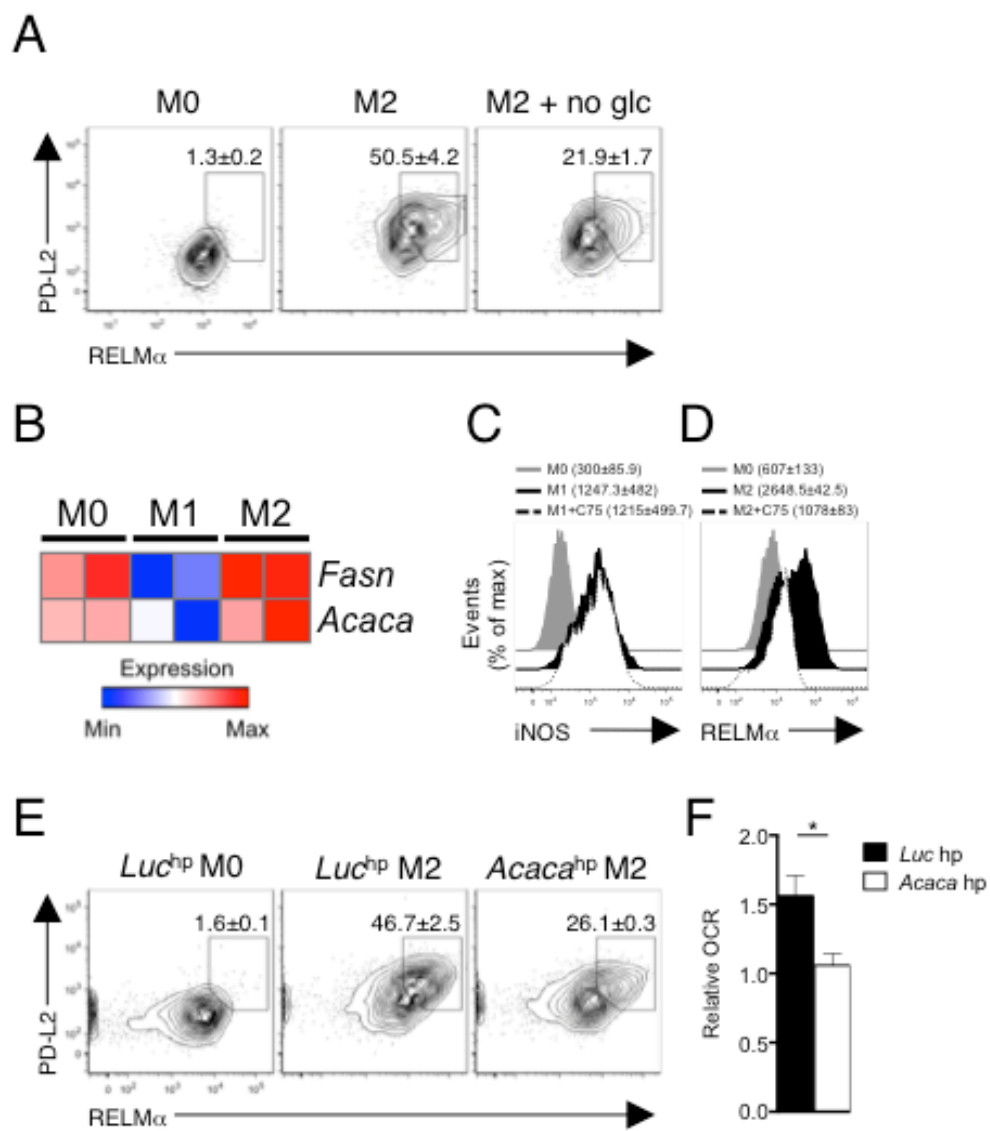 A
M0 M2 M2 + no glc
1.3±0.2 50.5±4.2 21.9±1.7
PD-L2
RELMα
B
M0 M1 M2
Fasn
Acaca
Expression
Min Max
C
M0 (300±85.9)
M1 (1247.3±482)
M1+C75 (1215±499.7)
Events
(% of max)
iNOS
D
M0 (607±133)
M2 (2648.5±42.5)
M2+C75 (1078±83)
RELMα
E
Luchp M0 Luchp M2 Acacahp M2
1.6±0.1 46.7±2.5 26.1±0.3
PD-L2
0 10² 10³ 10⁴ 10⁵
RELMα
F
*
Luc hp
Acaca hp
Relative OCR
2.0
1.5
1.0
0.5
0.0